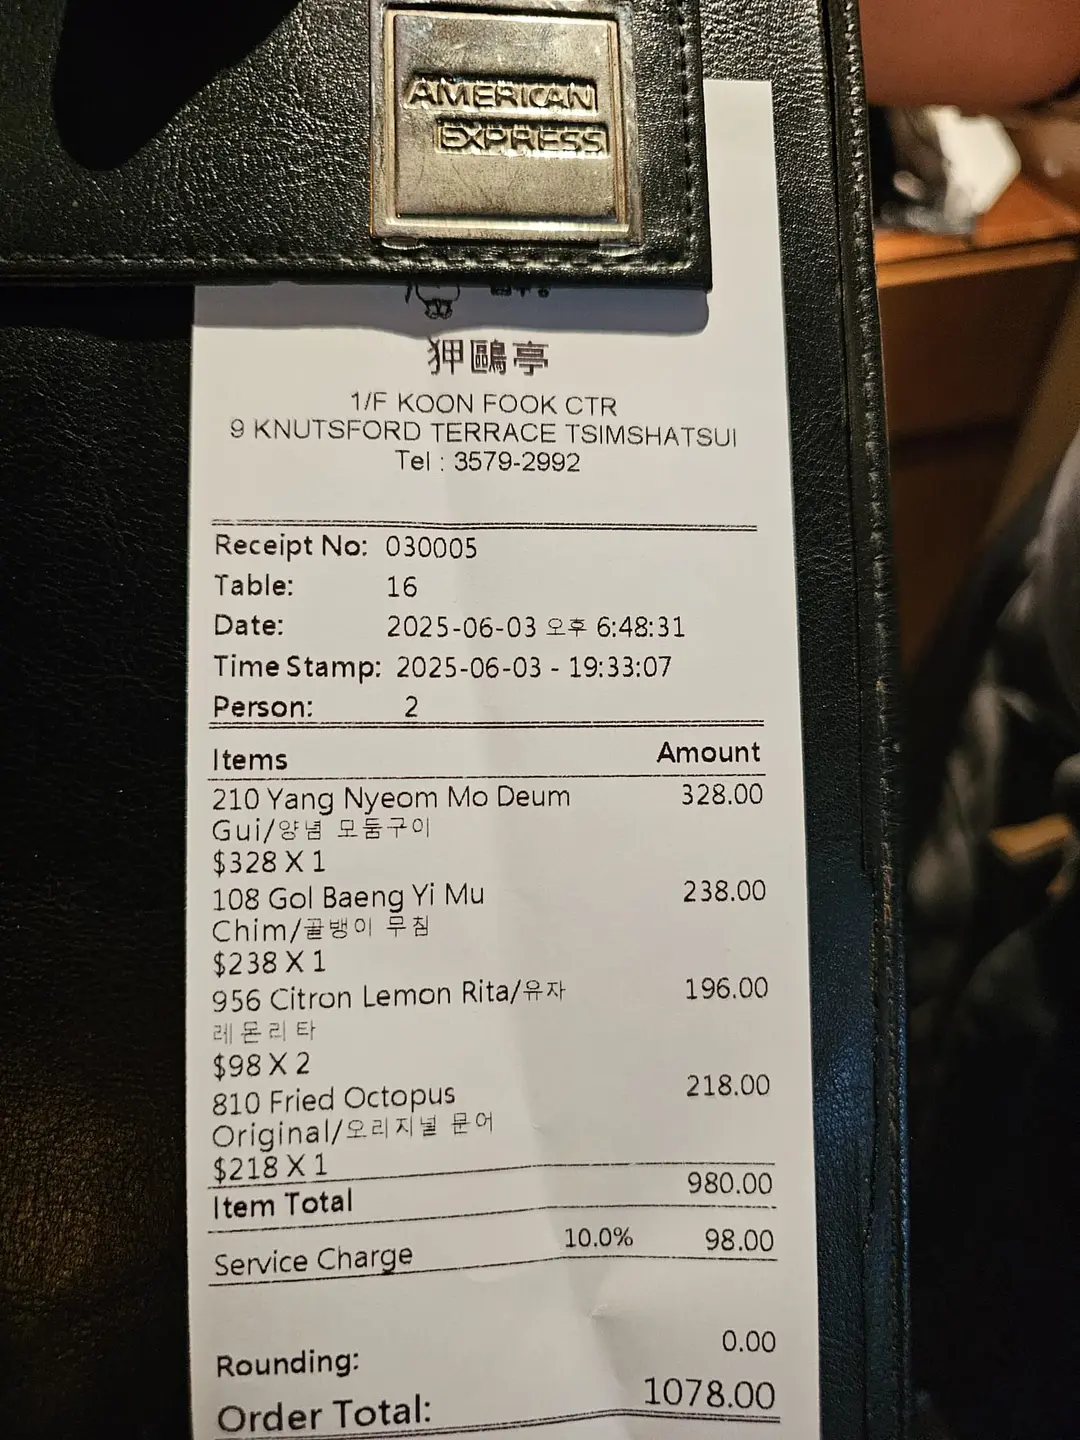 AMERICAN
EXPRESS
狎鷗亭
1/F KOON FOOK CTR
9 KNUTSFORD TERRACE TSIMSHATSUI
Tel : 3579-2992
Receipt No: 030005
Table: 16
Date: 2025-06-03 오후 6:48:31
Time Stamp: 2025-06-03 - 19:33:07
Person: 2
Items Amount
210 Yang Nyeom Mo Deum 328.00
Gui/양념 모둠구이
$328 X 1
108 Gol Baeng Yi Mu 238.00
Chim/골뱅이 무침
$238 X 1
956 Citron Lemon Rita/유자 196.00
레몬리타
$98 X 2
810 Fried Octopus 218.00
Original/오리지널 문어
$218 X 1
Item Total 980.00
Service Charge 10.0% 98.00
Rounding: 0.00
Order Total: 1078.00